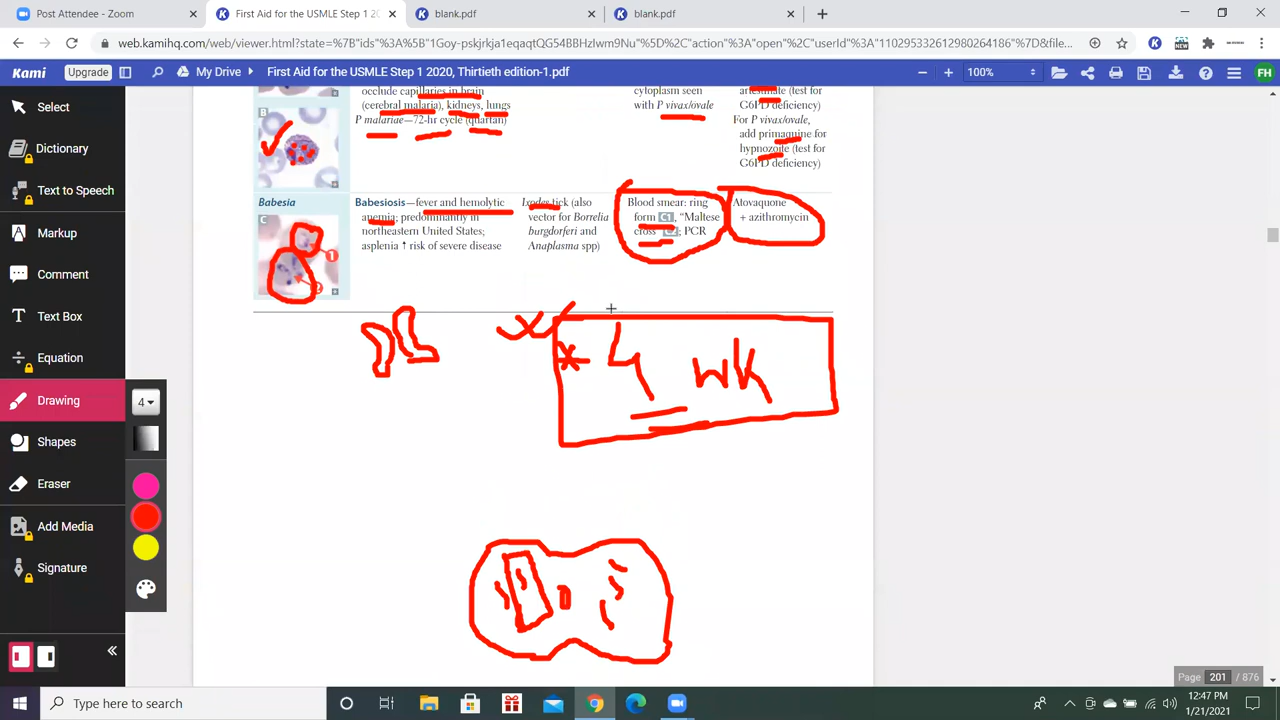 Post Attendee - Zoom
First Aid for the USMLE Step 1 2
blank.pdf
blank.pdf
web.kamihq.com/web/viewer.html?state=%7B"ids"%3A%5B"1Goy-pskjrkja1eqaqtQG54BBHzIwm9Nu"%5D%2C"action"%3A"open"%2C"userId"%3A"110295332612980264186"%7D&file...
Kami
Upgrade
My Drive
First Aid for the USMLE Step 1 2020, Thirtieth edition-1.pdf
100%
FH
Select
Dictionary
Text to Speech
Markup
Comment
Text Box
Equation
Drawing
Shapes
Eraser
Add Media
Signature
4
occlude capillaries in brain
(cerebral malaria), kidneys, lungs
P malariae—72-hr cycle (quartan)
cytoplasm seen
with P vivax/ovale
artesunate (test for
G6PD deficiency)
For P vivax/ovale,
add primaquine for
hypnozoite (test for
G6PD deficiency)
B
Babesia
C
1
Babesiosis—fever and hemolytic
anemia; predominantly in
northeastern United States;
asplenia ↑ risk of severe disease
Ixodes tick (also
vector for Borrelia
burgdorferi and
Anaplasma spp)
Blood smear: ring
form C1, “Maltese
cross” C2; PCR
Atovaquone
+ azithromycin
* 4 wk
Page 201 / 876
Type here to search
12:47 PM
1/21/2021